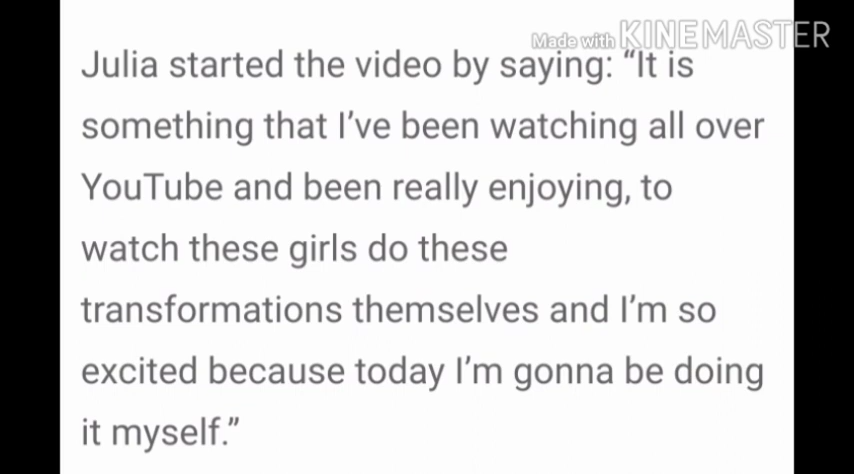 Made with KINEMASTER
Julia started the video by saying: “It is
something that I’ve been watching all over
YouTube and been really enjoying, to
watch these girls do these
transformations themselves and I’m so
excited because today I’m gonna be doing
it myself.”